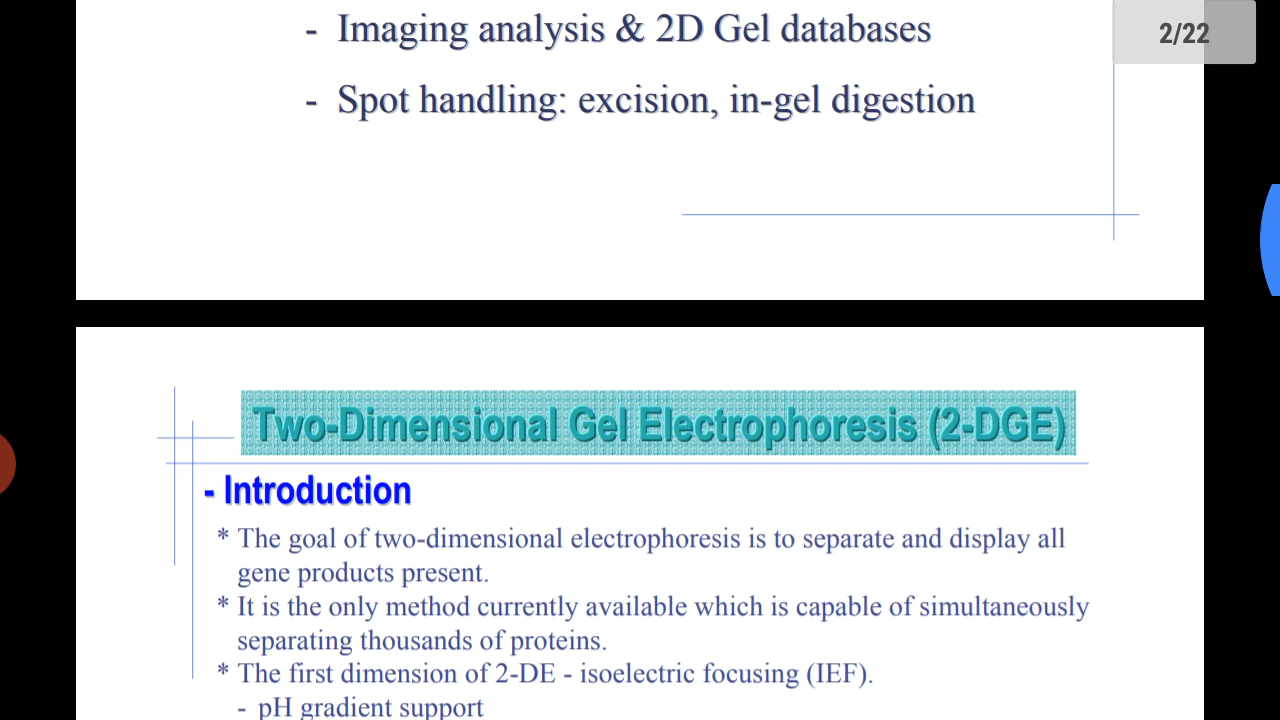 - Imaging analysis & 2D Gel databases
2/22
- Spot handling: excision, in-gel digestion
Two-Dimensional Gel Electrophoresis (2-DGE)
- Introduction
* The goal of two-dimensional electrophoresis is to separate and display all
gene products present.
* It is the only method currently available which is capable of simultaneously
separating thousands of proteins.
* The first dimension of 2-DE - isoelectric focusing (IEF).
- pH gradient support